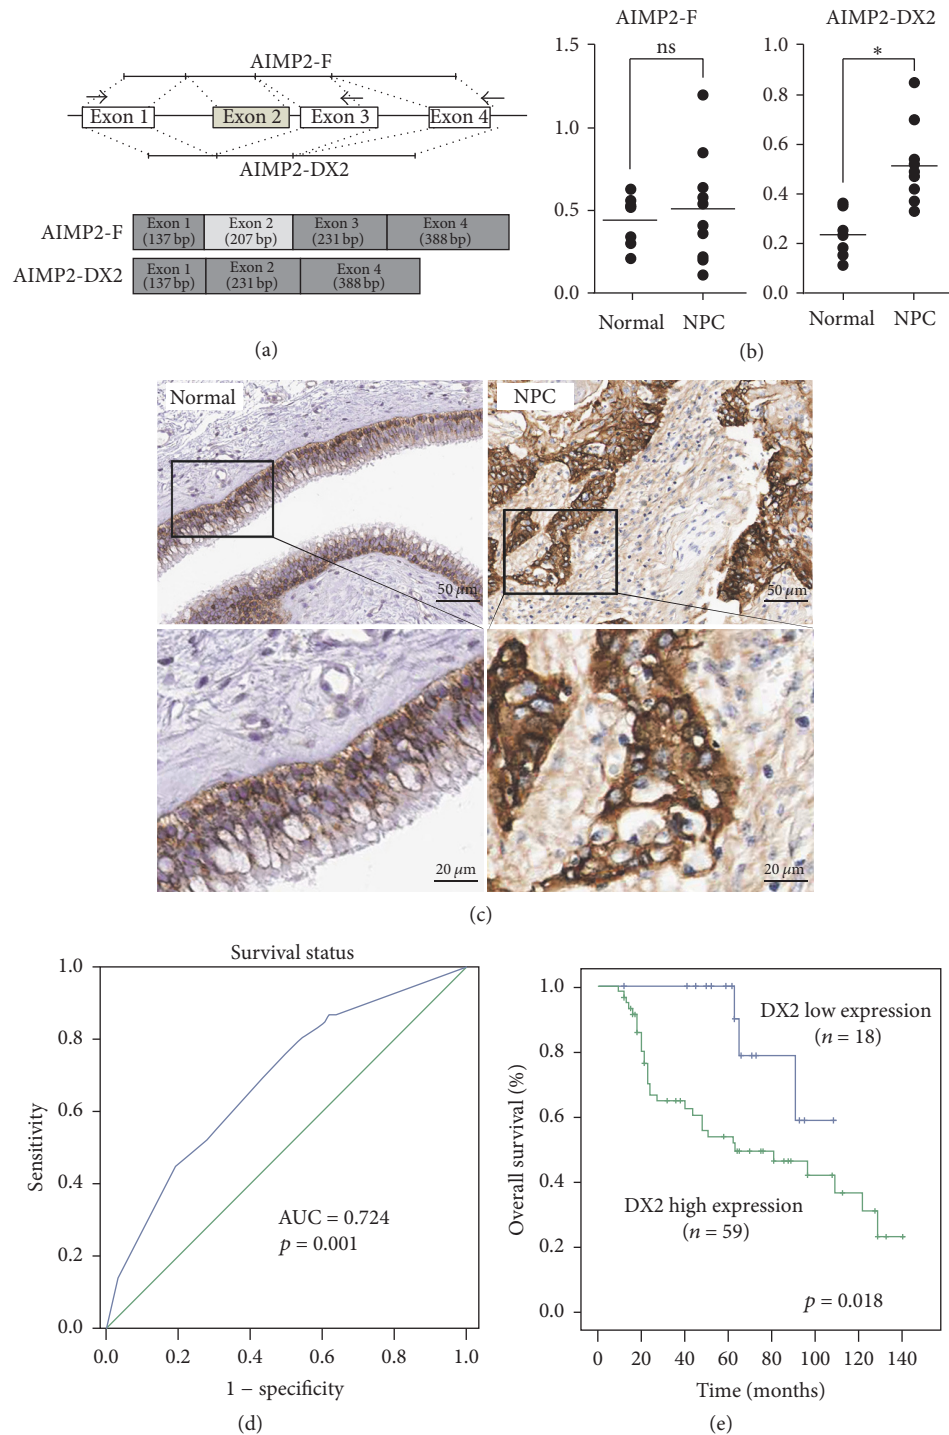 AIMP2-F
Exon 1 Exon 2 Exon 3 Exon 4
AIMP2-DX2
AIMP2-F
Exon 1 (137 bp)
Exon 2 (207 bp)
Exon 3 (231 bp)
Exon 4 (388 bp)
AIMP2-DX2
Exon 1 (137 bp)
Exon 2 (231 bp)
Exon 4 (388 bp)
(a)
AIMP2-F
ns
1.5
1.0
0.5
0.0
Normal NPC
AIMP2-DX2
*
1.0
0.8
0.6
0.4
0.2
0.0
Normal NPC
(b)
Normal
50 μm
NPC
50 μm
20 μm
20 μm
(c)
Survival status
1.0
0.8
0.6
0.4
0.2
0.0
Sensitivity
AUC = 0.724
p = 0.001
0.0 0.2 0.4 0.6 0.8 1.0
1 − specificity
(d)
1.0
0.8
0.6
0.4
0.2
0.0
Overall survival (%)
DX2 low expression
(n = 18)
DX2 high expression
(n = 59)
p = 0.018
0 20 40 60 80 100 120 140
Time (months)
(e)